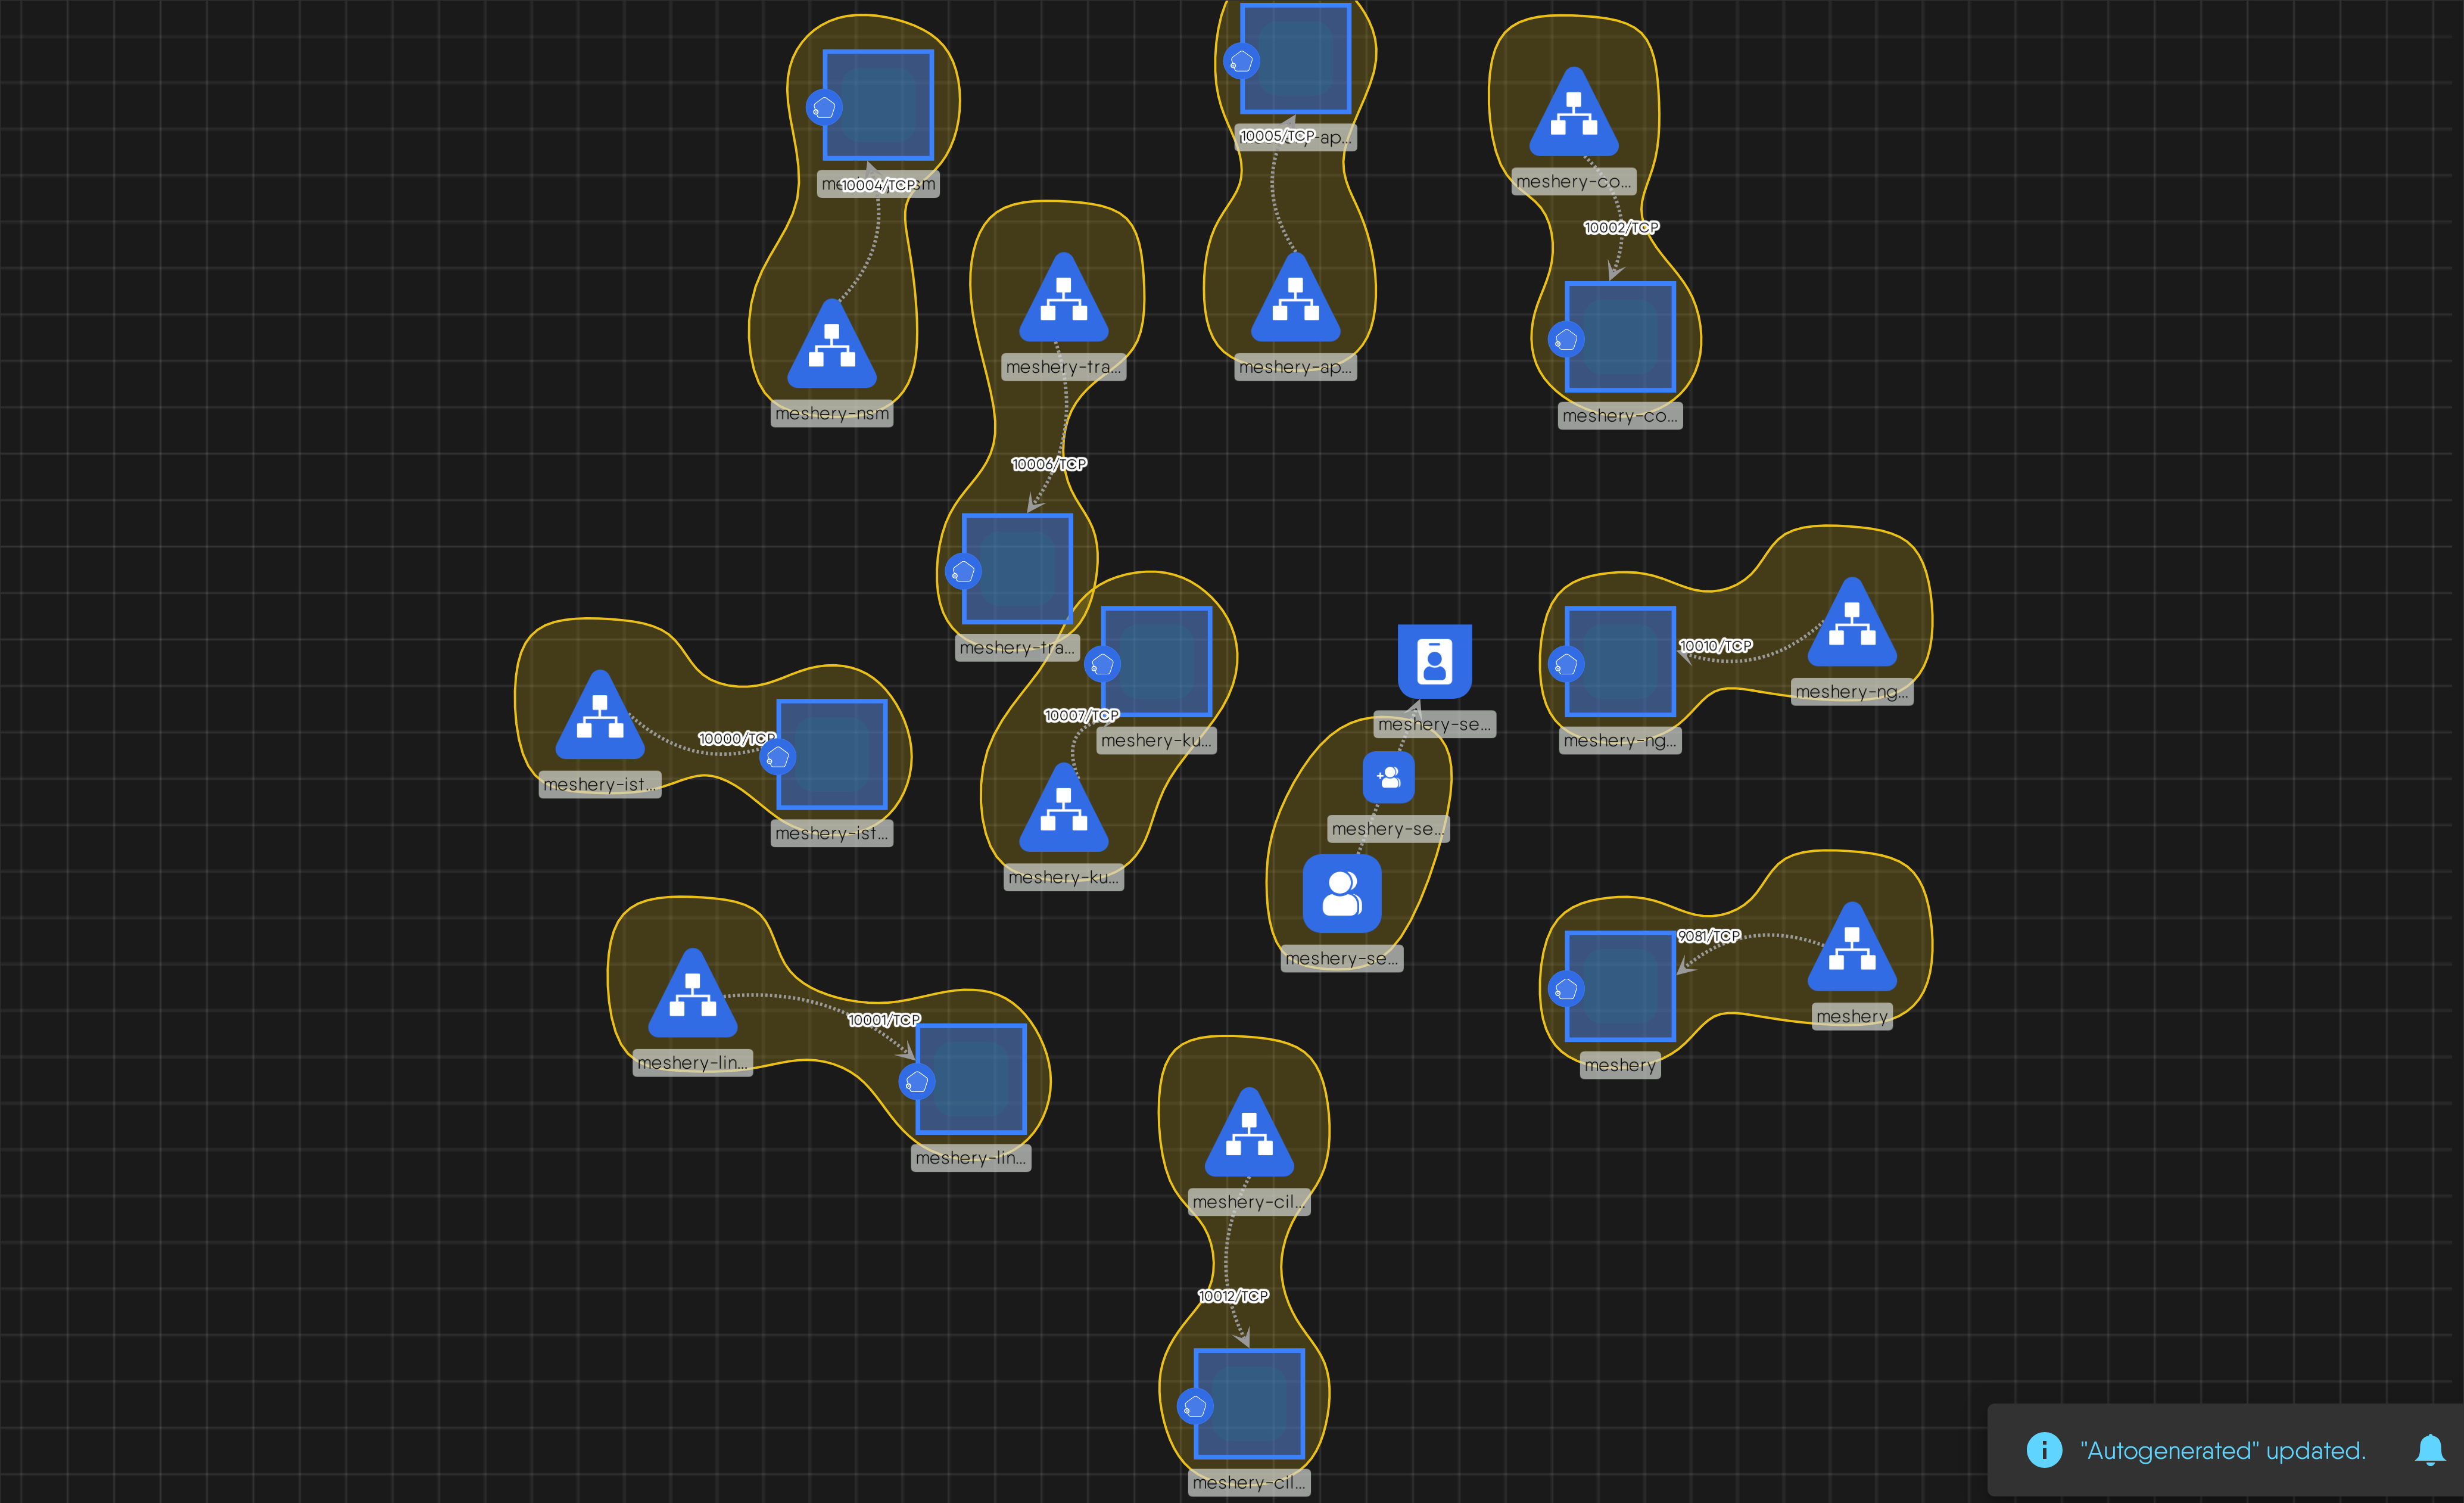 10005/TCP
meshery-co...
10004/TCP
10002/TCP
meshery-tra...
meshery-ap...
meshery-nsm
meshery-co...
10006/TCP
meshery-tra...
10010/TCP
meshery-ng...
10007/TCP
meshery-se...
10000/TCP
meshery-ku...
meshery-ng...
meshery-ist...
meshery-se...
meshery-ist...
meshery-ku...
9081/TCP
meshery-se...
10001/TCP
meshery
meshery-lin...
meshery
meshery-lin...
meshery-cil...
10012/TCP
"Autogenerated" updated.
meshery-cil...